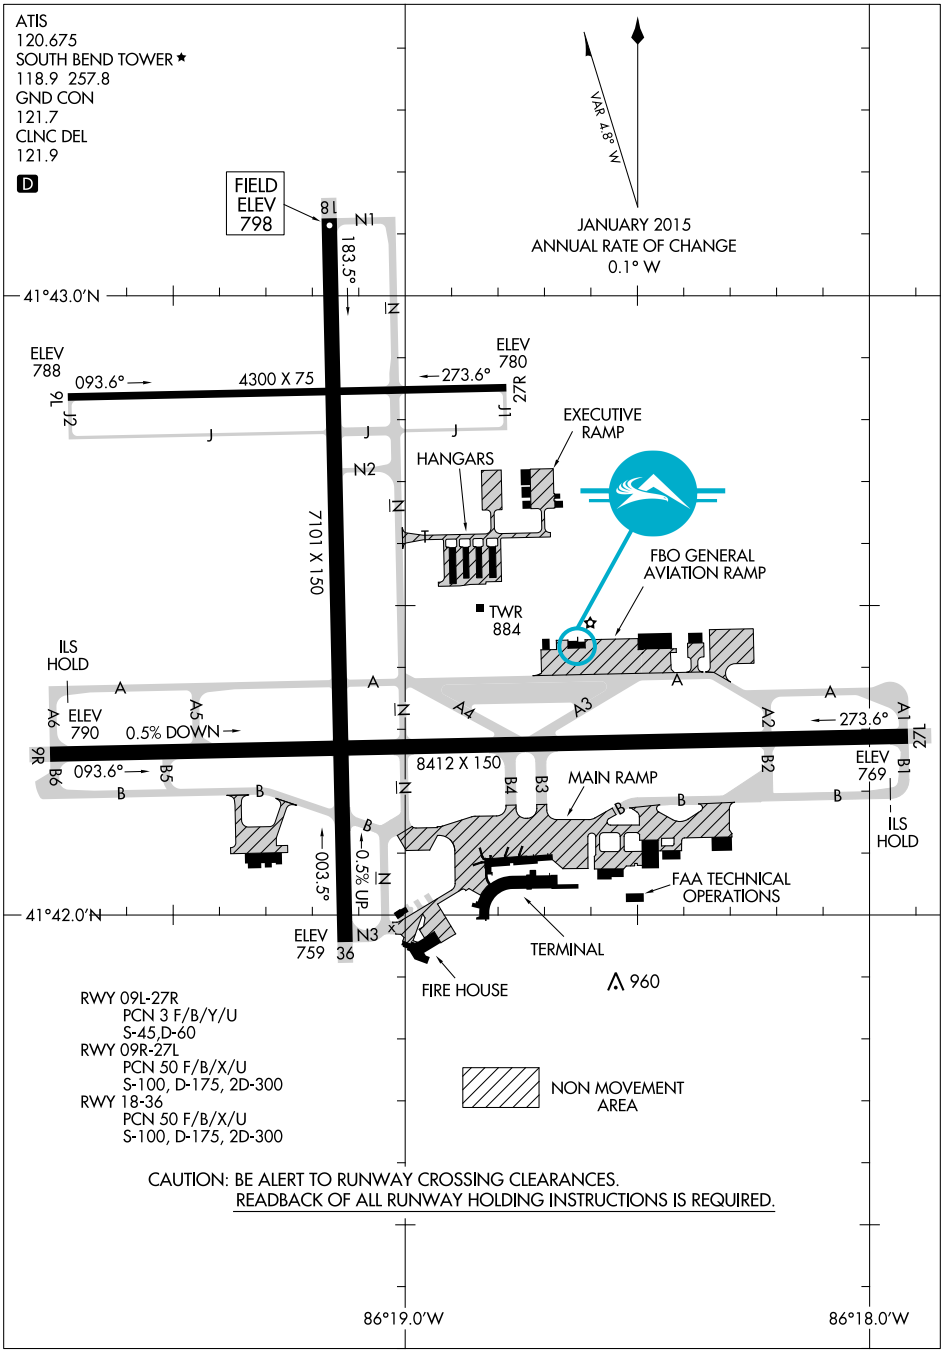 ATIS
120.675
SOUTH BEND TOWER ★
118.9 257.8
GND CON
121.7
CLNC DEL
121.9
D
VAR 4.8° W
JANUARY 2015
ANNUAL RATE OF CHANGE
0.1° W
FIELD
ELEV
798
18
N1
183.5°
41°43.0'N
N
ELEV
788
9L
093.6°
4300 X 75
273.6°
ELEV
780
27R
J2
J
J
J
J1
N2
N
7101 X 150
HANGARS
EXECUTIVE
RAMP
T
TWR
884
FBO GENERAL
AVIATION RAMP
ILS
HOLD
A
A
A
A
A6
ELEV
790
A5
0.5% DOWN
N
A4
A3
A2
A1
273.6°
9R
27L
093.6°
B6
B5
8412 X 150
B4
B3
B2
B1
ELEV
769
ILS
HOLD
N
MAIN RAMP
B
B
B
B
B
B
003.5°
0.5% UP
N
FAA TECHNICAL
OPERATIONS
41°42.0'N
ELEV
759
36
N3
X
TERMINAL
FIRE HOUSE
960
RWY 09L-27R
PCN 3 F/B/Y/U
S-45,D-60
RWY 09R-27L
PCN 50 F/B/X/U
S-100, D-175, 2D-300
RWY 18-36
PCN 50 F/B/X/U
S-100, D-175, 2D-300
NON MOVEMENT
AREA
CAUTION: BE ALERT TO RUNWAY CROSSING CLEARANCES.
READBACK OF ALL RUNWAY HOLDING INSTRUCTIONS IS REQUIRED.
86°19.0'W
86°18.0'W